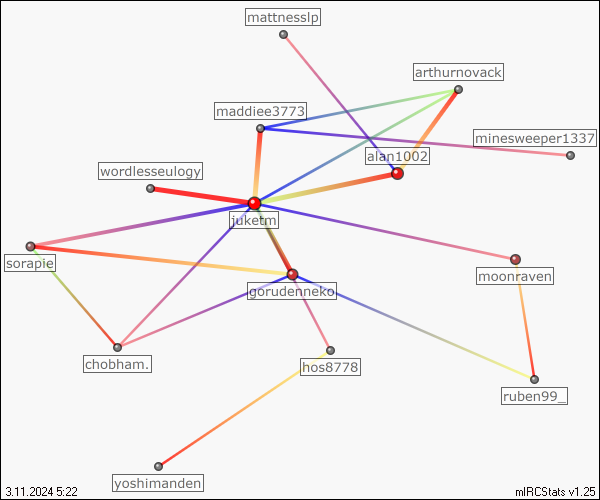 mattnesslp
arthurnovack
maddiee3773
minesweeper1337
alan1002
wordlesseulogy
juketm
sorapie
moonraven
gorudenneko
chobham.
hos8778
ruben99_
yoshimanden
3.11.2024 5:22
mIRCStats v1.25